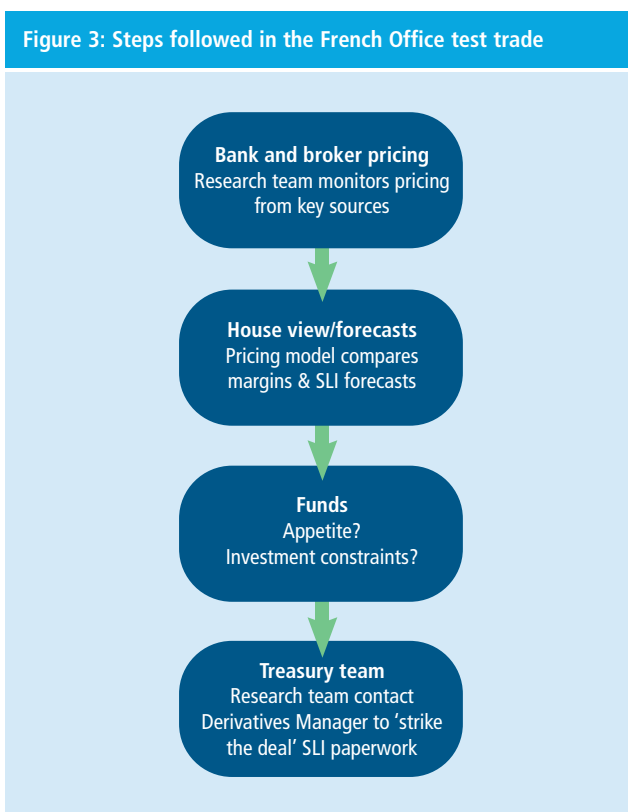 Figure 3: Steps followed in the French Office test trade
Bank and broker pricing
Research team monitors pricing
from key sources
House view/forecasts
Pricing model compares
margins & SLI forecasts
Funds
Appetite?
Investment constraints?
Treasury team
Research team contact
Derivatives Manager to ‘strike
the deal’ SLI paperwork